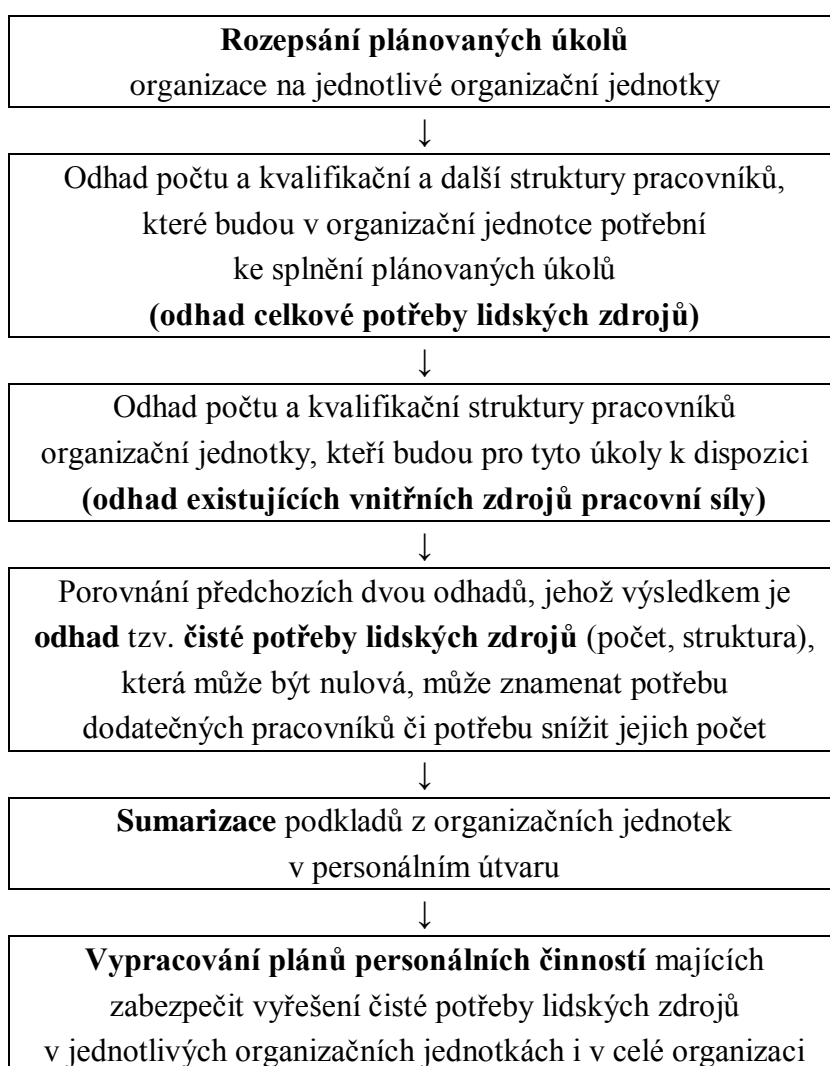 Rozepsání plánovaných úkolů
organizace na jednotlivé organizační jednotky
↓
Odhad počtu a kvalifikační a další struktury pracovníků,
které budou v organizační jednotce potřební
ke splnění plánovaných úkolů
(odhad celkové potřeby lidských zdrojů)
↓
Odhad počtu a kvalifikační struktury pracovníků
organizační jednotky, kteří budou pro tyto úkoly k dispozici
(odhad existujících vnitřních zdrojů pracovní síly)
↓
Porovnání předchozích dvou odhadů, jehož výsledkem je
odhad tzv. čisté potřeby lidských zdrojů (počet, struktura),
která může být nulová, může znamenat potřebu
dodatečných pracovníků či potřebu snížit jejich počet
↓
Sumarizace podkladů z organizačních jednotek
v personálním útvaru
↓
Vypracování plánů personálních činností majících
zabezpečit vyřešení čisté potřeby lidských zdrojů
v jednotlivých organizačních jednotkách i v celé organizaci